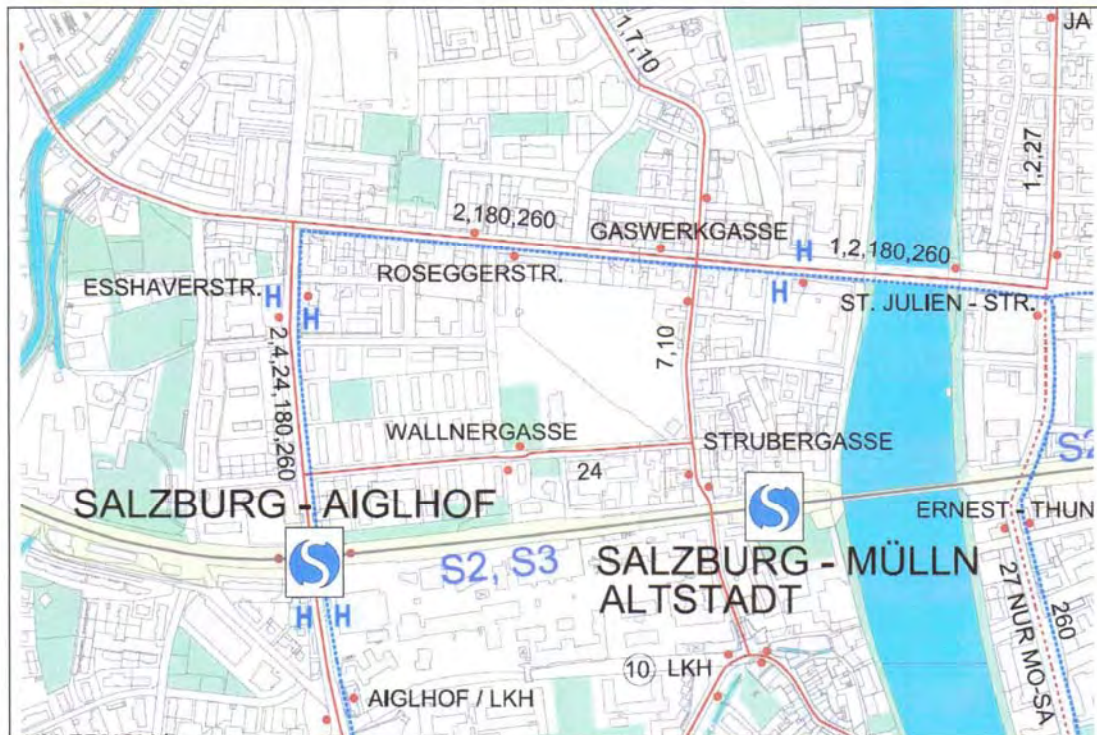 JA
1,7,10
1,2,27
2,180,260
GASWERKGASSE
H
1,2,180,260
ESSHAVERSTR.
H
H
ROSEGGERSTR.
H
ST. JULIEN - STR.
7,10
2,4,24,180,260
WALLNERGASSE
STRUBERGASSE
24
SALZBURG - AIGLHOF
ERNEST - THUN
S2, S3
SALZBURG - MÜLLN
ALTSTADT
27 NUR MO-SA
260
H H
10 LKH
AIGLHOF / LKH